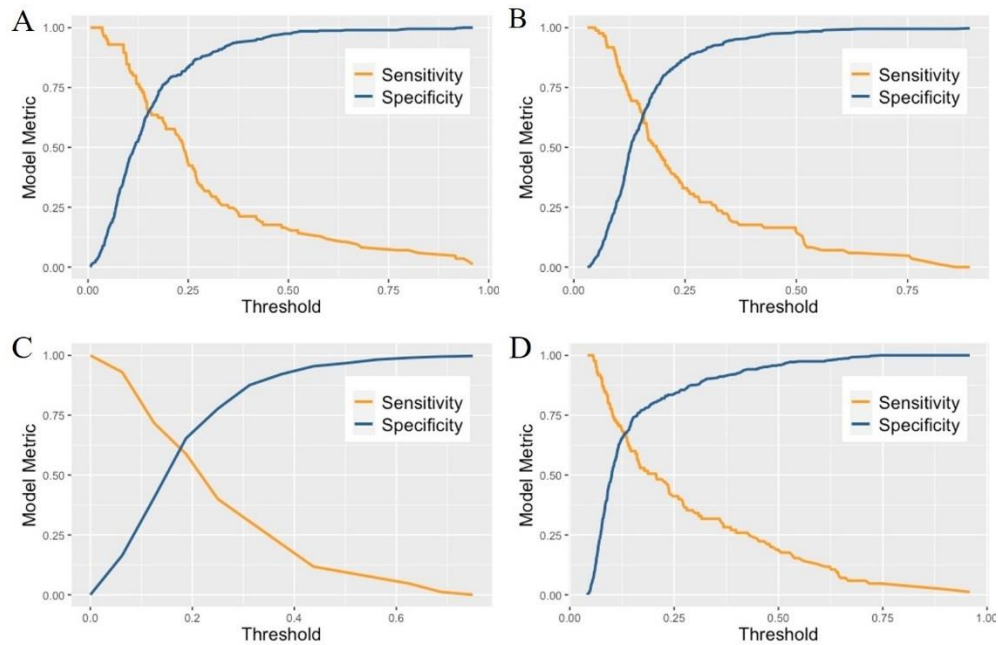 A
B
1.00
0.75
0.50
0.25
0.00
Model Metric
Sensitivity
Specificity
0.00 0.25 0.50 0.75 1.00
Threshold
1.00
0.75
0.50
0.25
0.00
Model Metric
Sensitivity
Specificity
0.00 0.25 0.50 0.75
Threshold
C
D
1.00
0.75
0.50
0.25
0.00
Model Metric
Sensitivity
Specificity
0.0 0.2 0.4 0.6
Threshold
1.00
0.75
0.50
0.25
0.00
Model Metric
Sensitivity
Specificity
0.00 0.25 0.50 0.75 1.00
Threshold